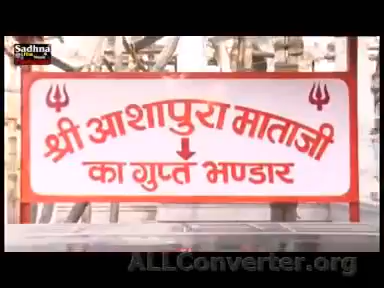 Sadhna
श्री आशापुरा माताजी
का गुप्त भण्डार
ALLConverter.org